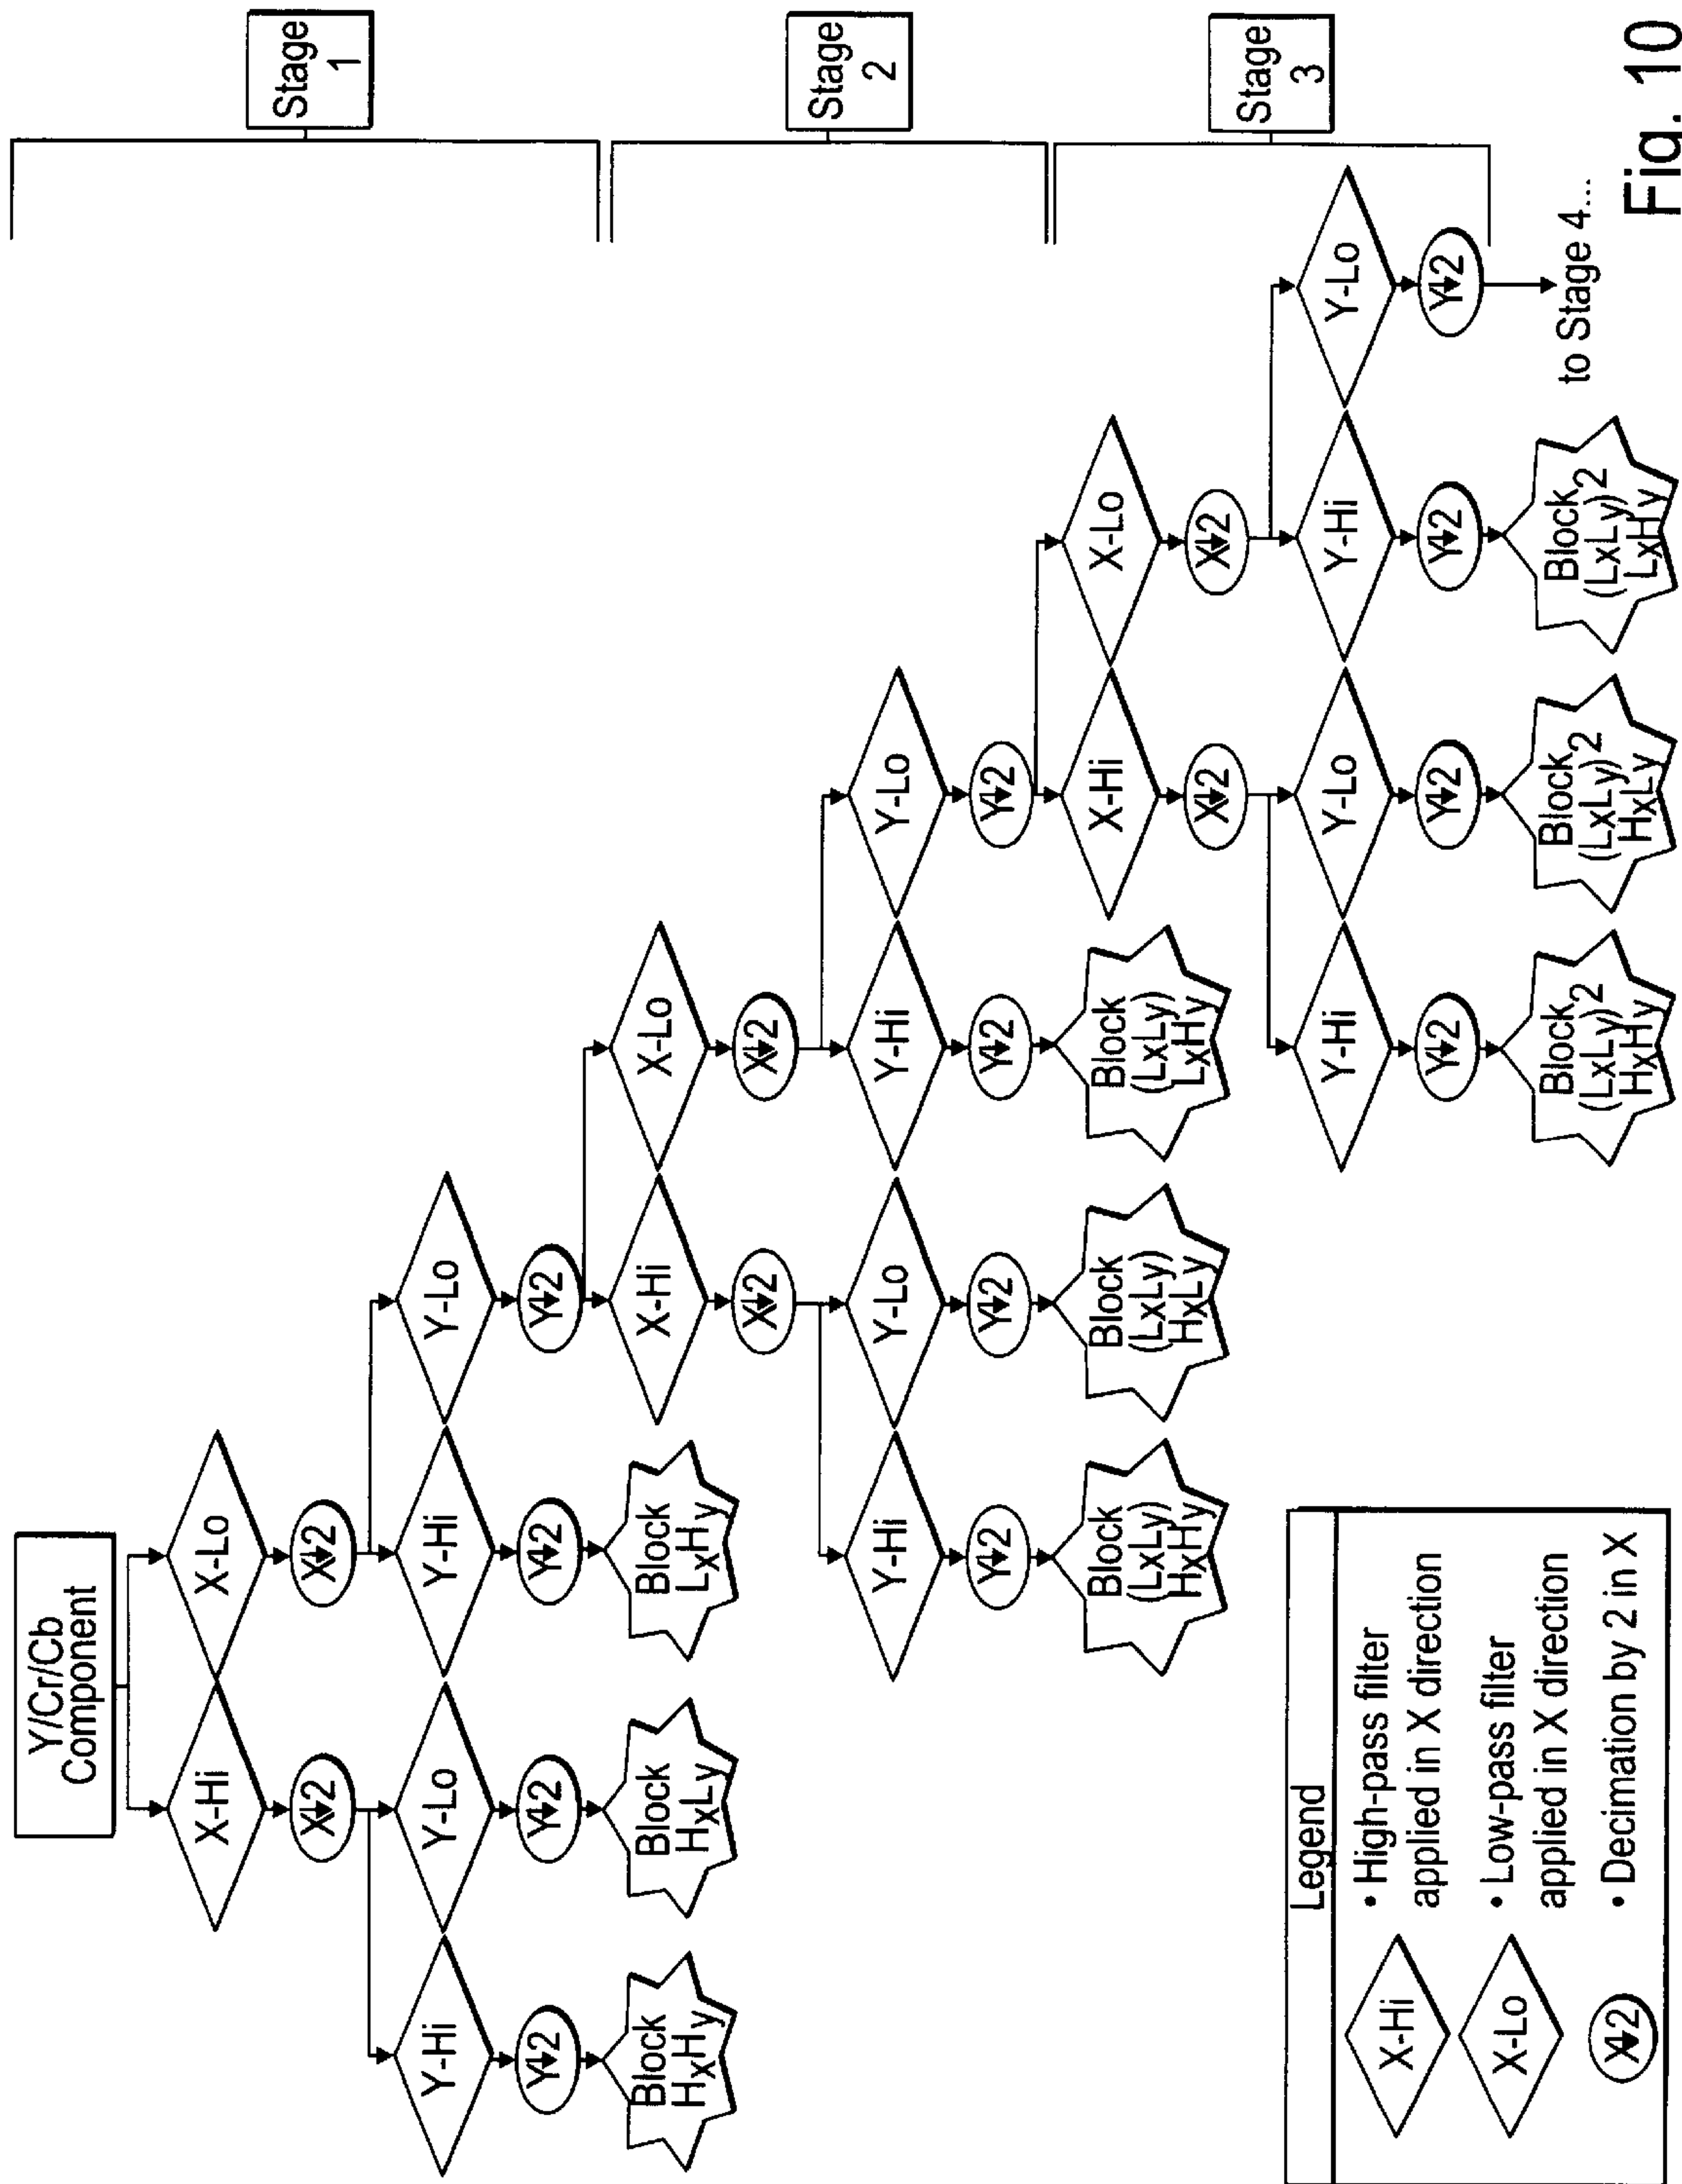 Y/Cr/Cb
Component
X-Hi
X-Lo
X↓2
X↓2
Y-Hi
Y-Lo
Y-Hi
Y-Lo
Y↓2
Y↓2
Y↓2
Y↓2
Block
HxHy
Block
HxLy
Block
LxHy
Stage
1
X-Hi
X-Lo
X↓2
X↓2
Y-Hi
Y-Lo
Y-Hi
Y-Lo
Y↓2
Y↓2
Y↓2
Y↓2
Block
(LxLy)
HxHy
Block
(LxLy)
HxLy
Block
(LxLy)
LxHy
Stage
2
X-Hi
X-Lo
X↓2
X↓2
Y-Hi
Y-Lo
Y-Hi
Y-Lo
Y↓2
Y↓2
Y↓2
Y↓2
Block
(LxLy)2
HxHy
Block
(LxLy)2
HxLy
Block
(LxLy)2
LxHy
to Stage 4...
Stage
3
Legend
X-Hi
• High-pass filter
applied in X direction
X-Lo
• Low-pass filter
applied in X direction
X↓2
• Decimation by 2 in X
Fig. 10